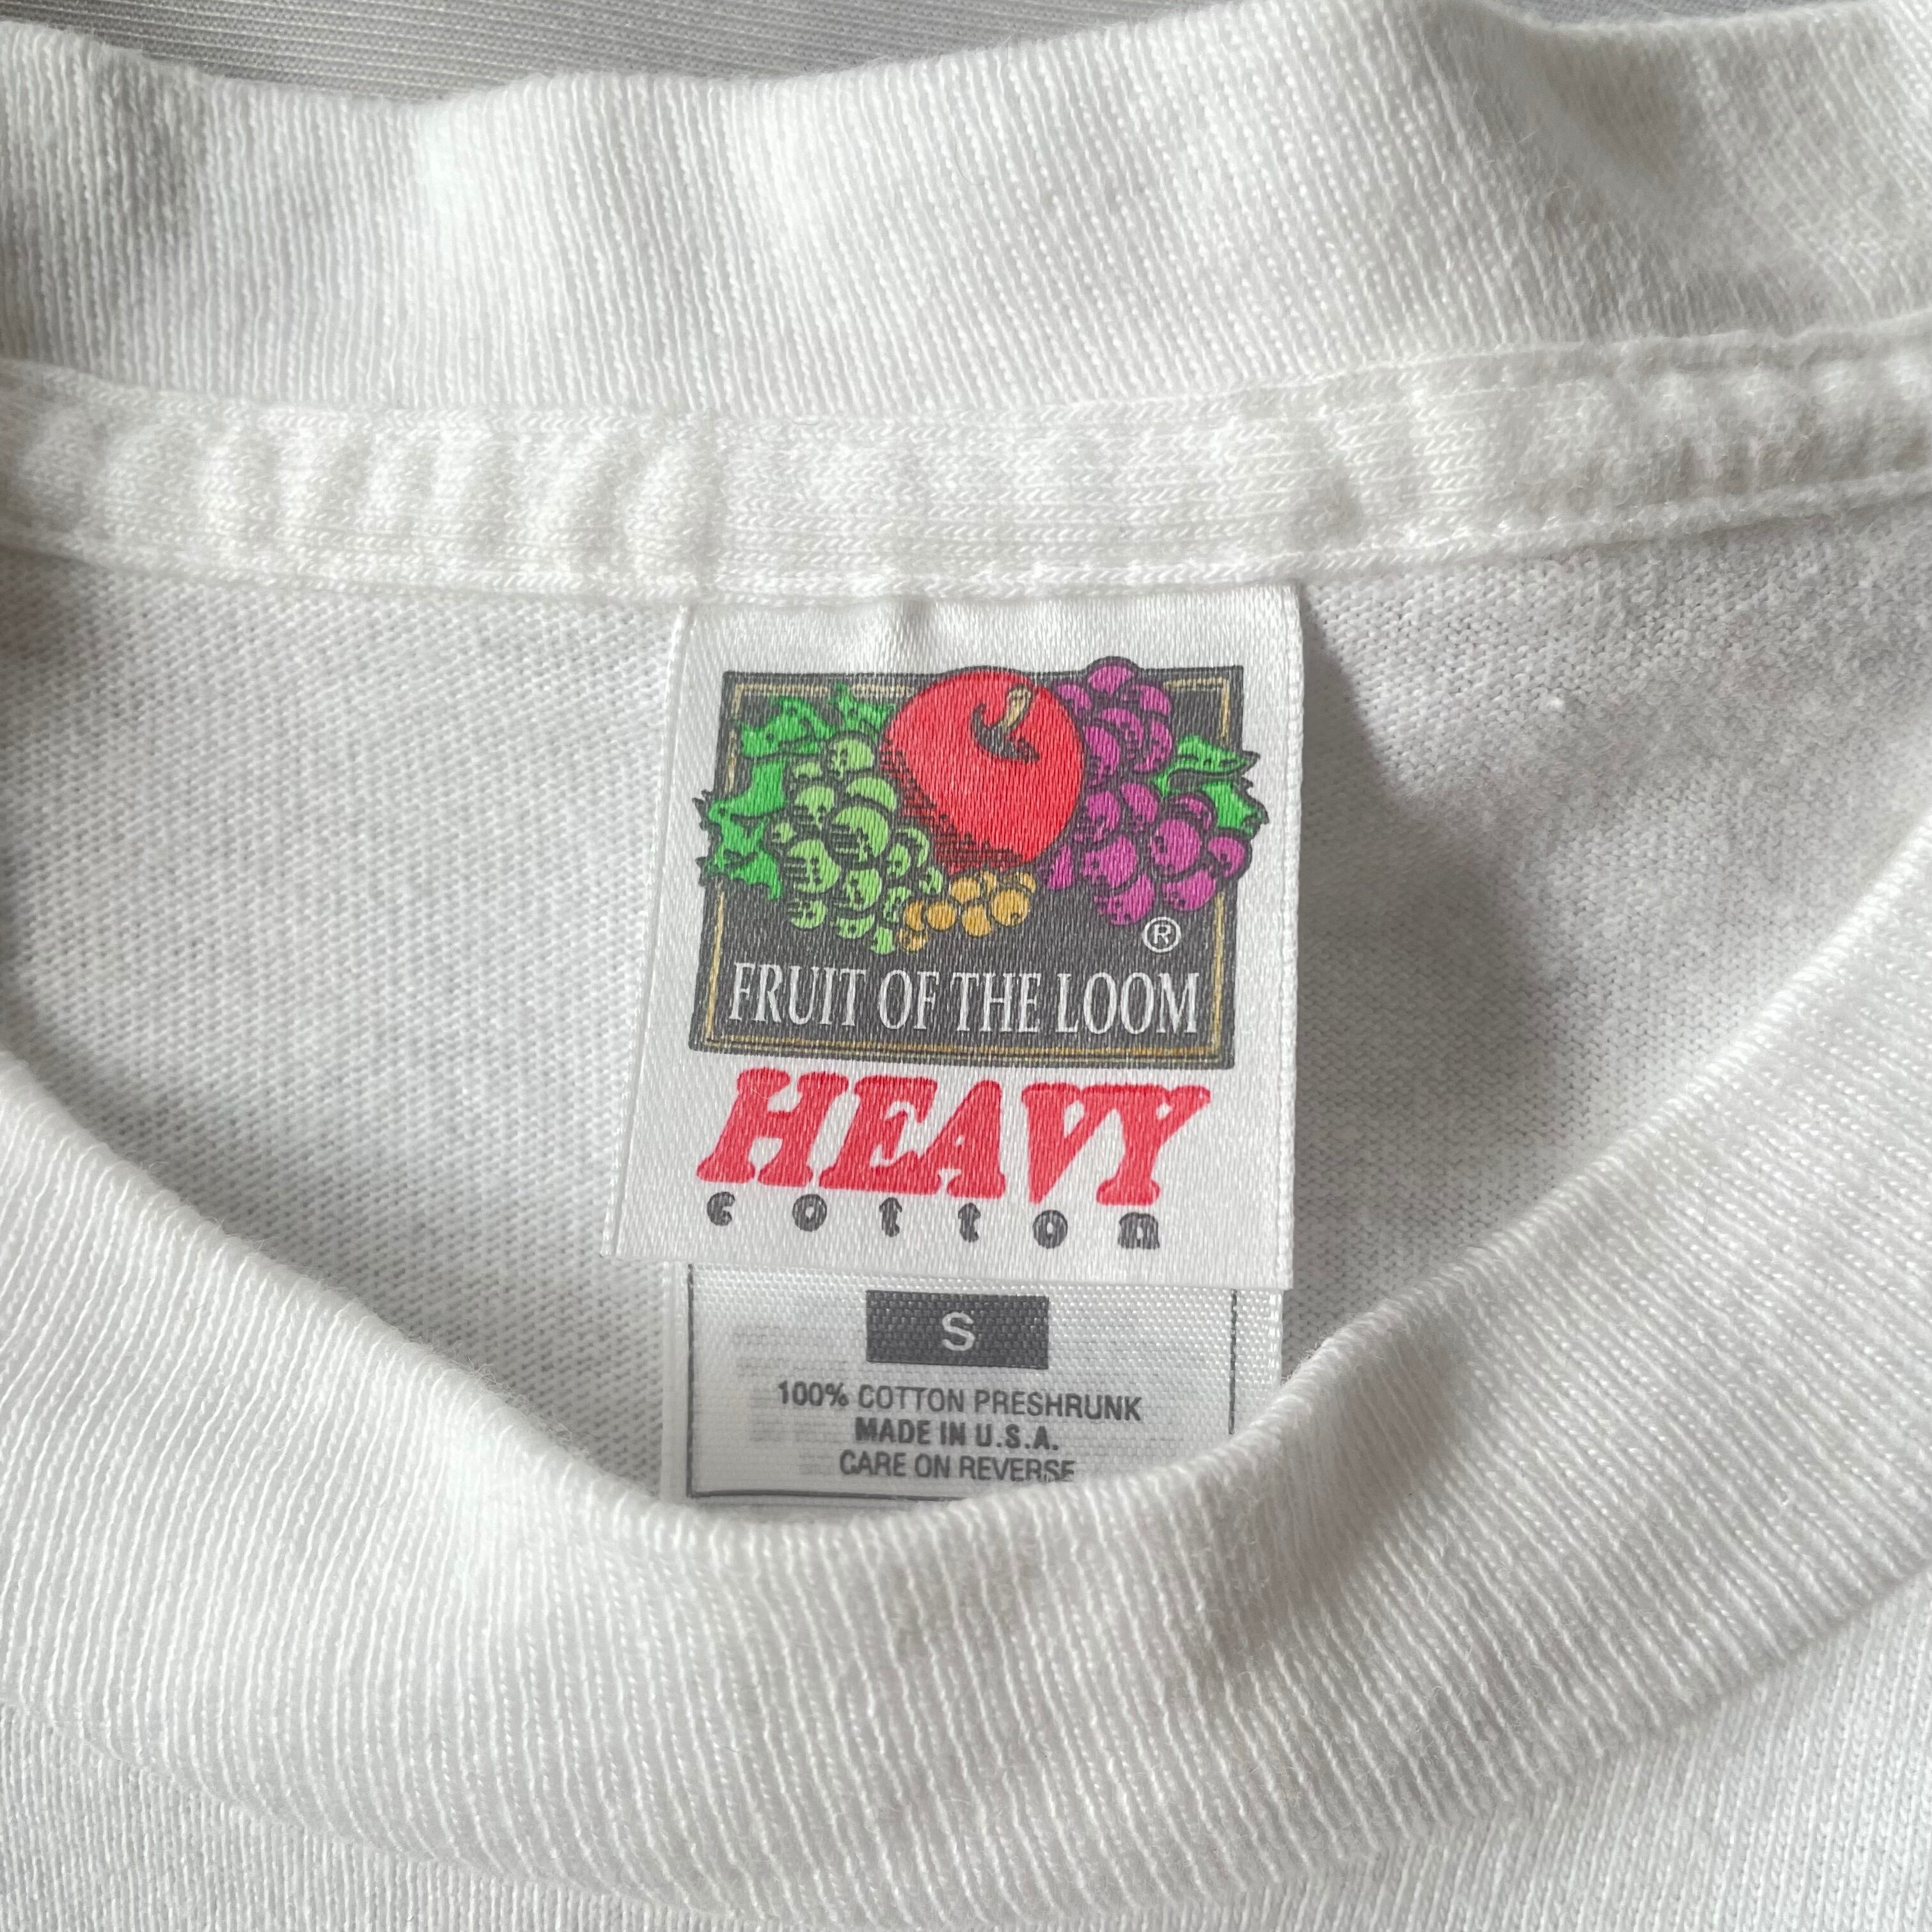 ®
FRUIT OF THE LOOM
HEAVY
cotton
S
100% COTTON PRESHRUNK
MADE IN U.S.A.
CARE ON REVERSE